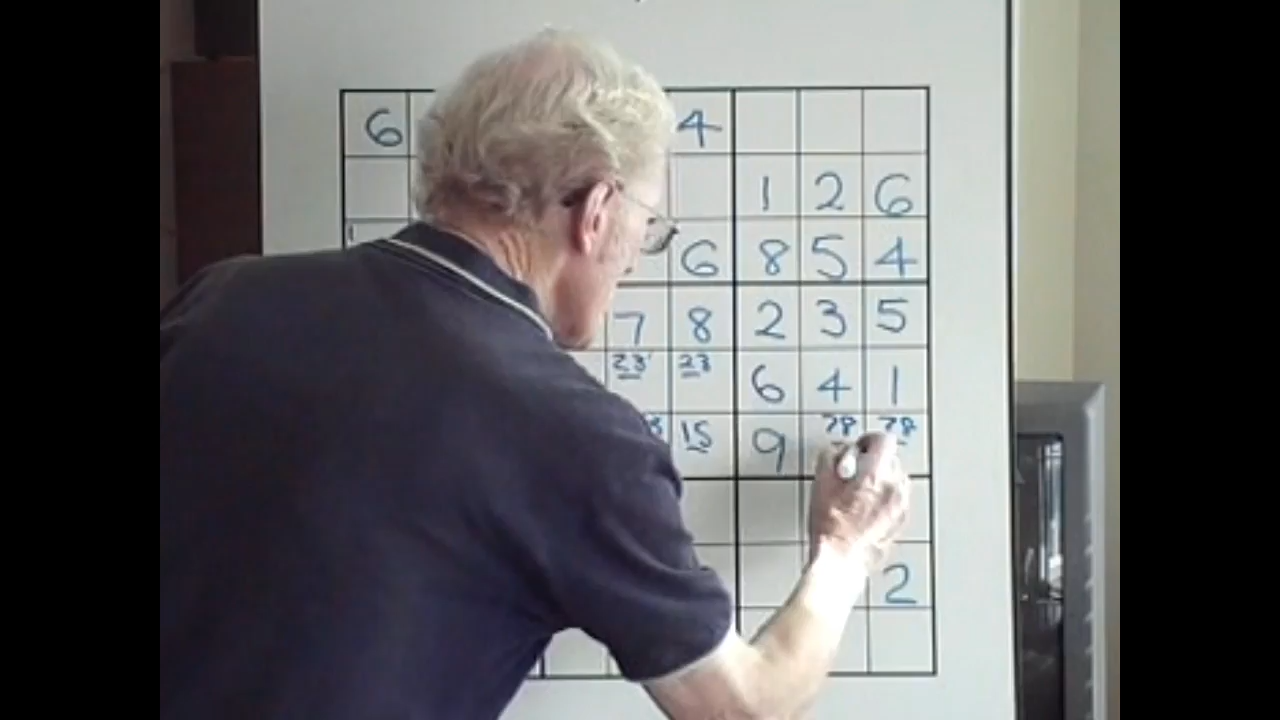 6 4
1 2 6
6 8 5 4
7 8 2 3 5
23 23
6 4 1
15 78 78
9
2